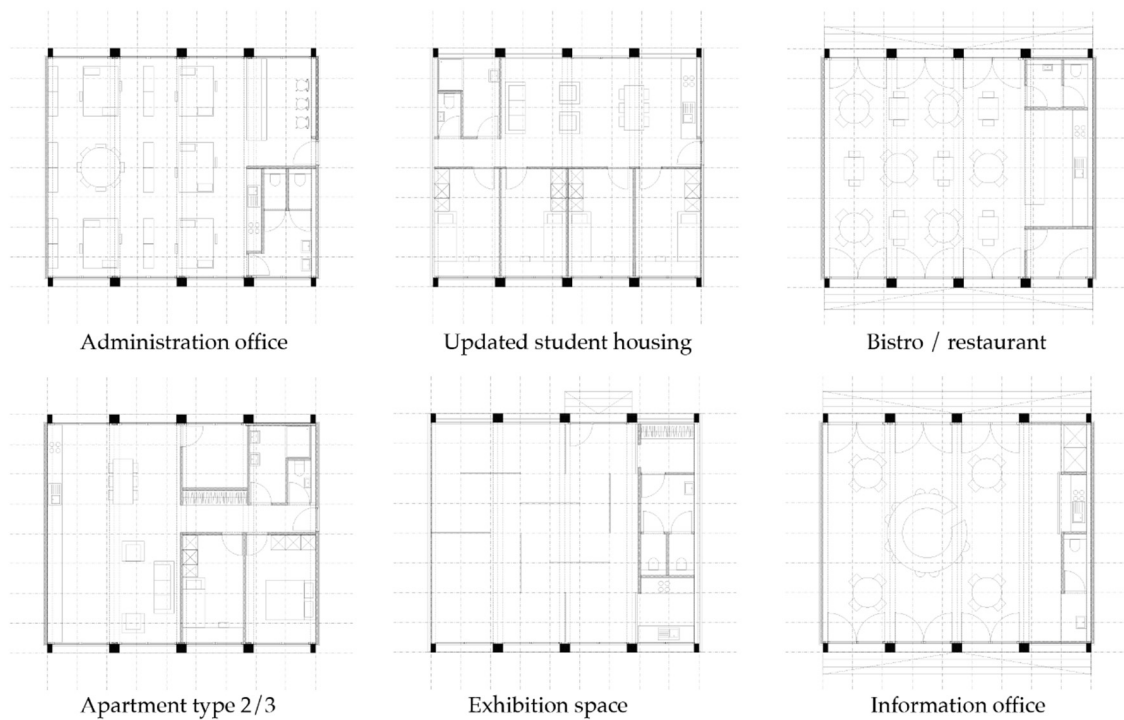 Administration office
Updated student housing
Bistro / restaurant
Apartment type 2/3
Exhibition space
Information office